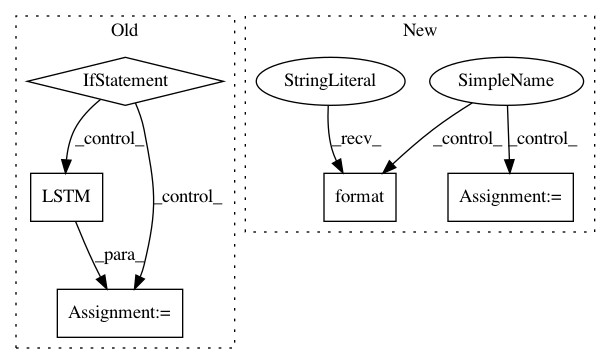 Old
New
IfStatement
StringLiteral
SimpleName
_control_
_recv_
_control_
_control_
LSTM
_control_
format
Assignment:=
_para_
Assignment:=